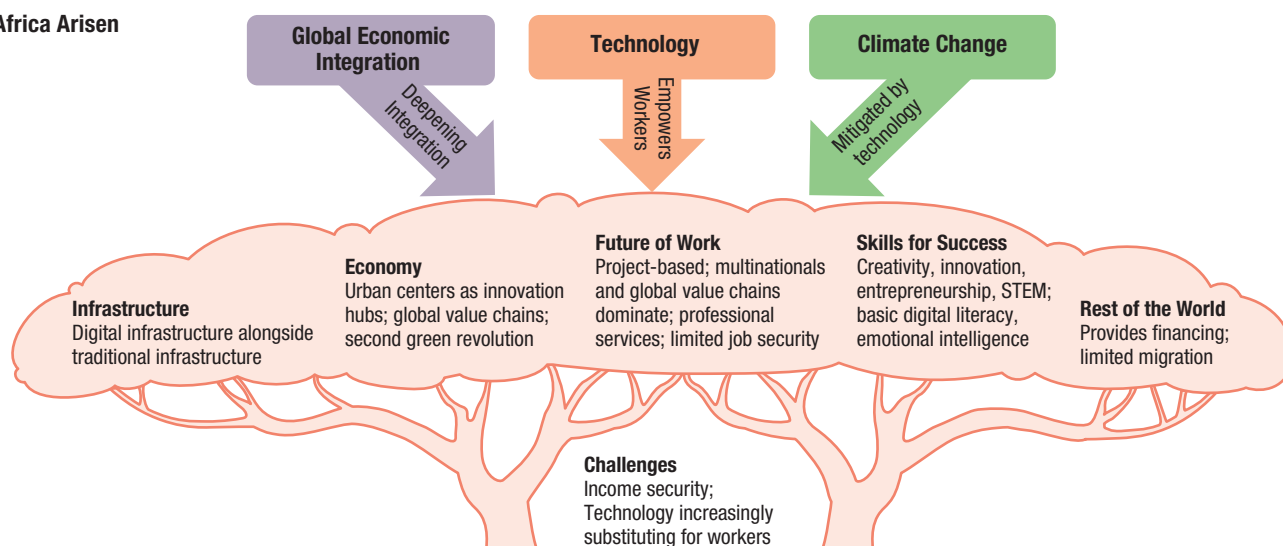 Africa Arisen
Global Economic
Integration
Technology
Climate Change
Deepening
Integration
Empowers
Workers
Mitigated by
technology
Infrastructure
Digital infrastructure alongside
traditional infrastructure
Economy
Urban centers as innovation
hubs; global value chains;
second green revolution
Future of Work
Project-based; multinationals
and global value chains
dominate; professional
services; limited job security
Skills for Success
Creativity, innovation,
entrepreneurship, STEM;
basic digital literacy,
emotional intelligence
Rest of the World
Provides financing;
limited migration
Challenges
Income security;
Technology increasingly
substituting for workers